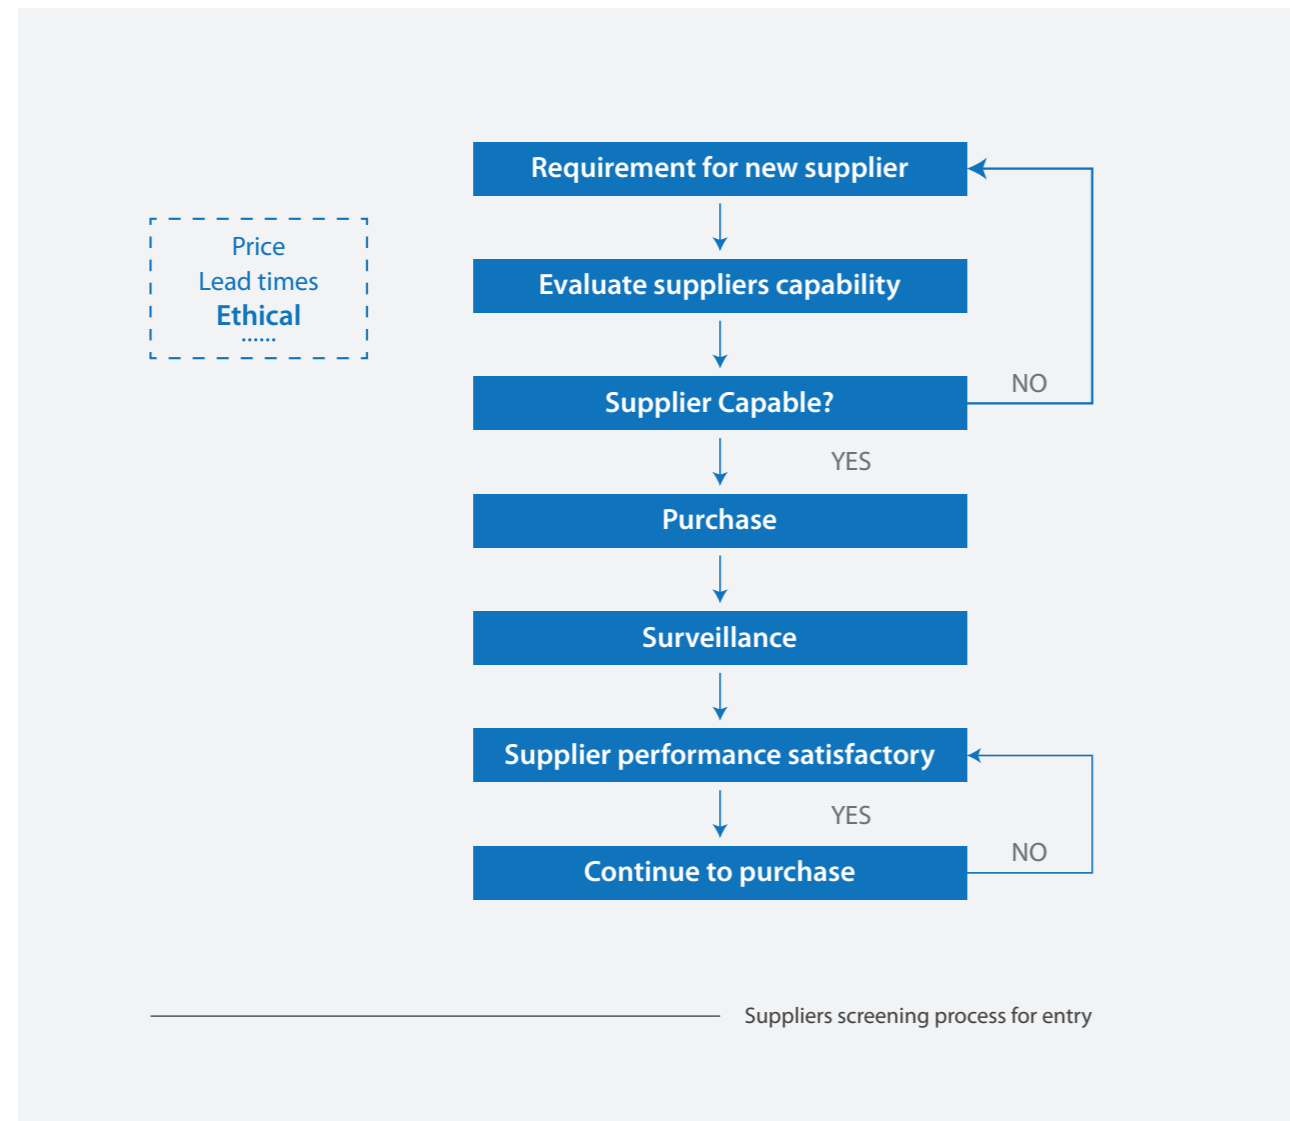 Requirement for new supplier
Price
Lead times
Ethical
......
Evaluate suppliers capability
Supplier Capable?
NO
YES
Purchase
Surveillance
Supplier performance satisfactory
YES
NO
Continue to purchase
Suppliers screening process for entry